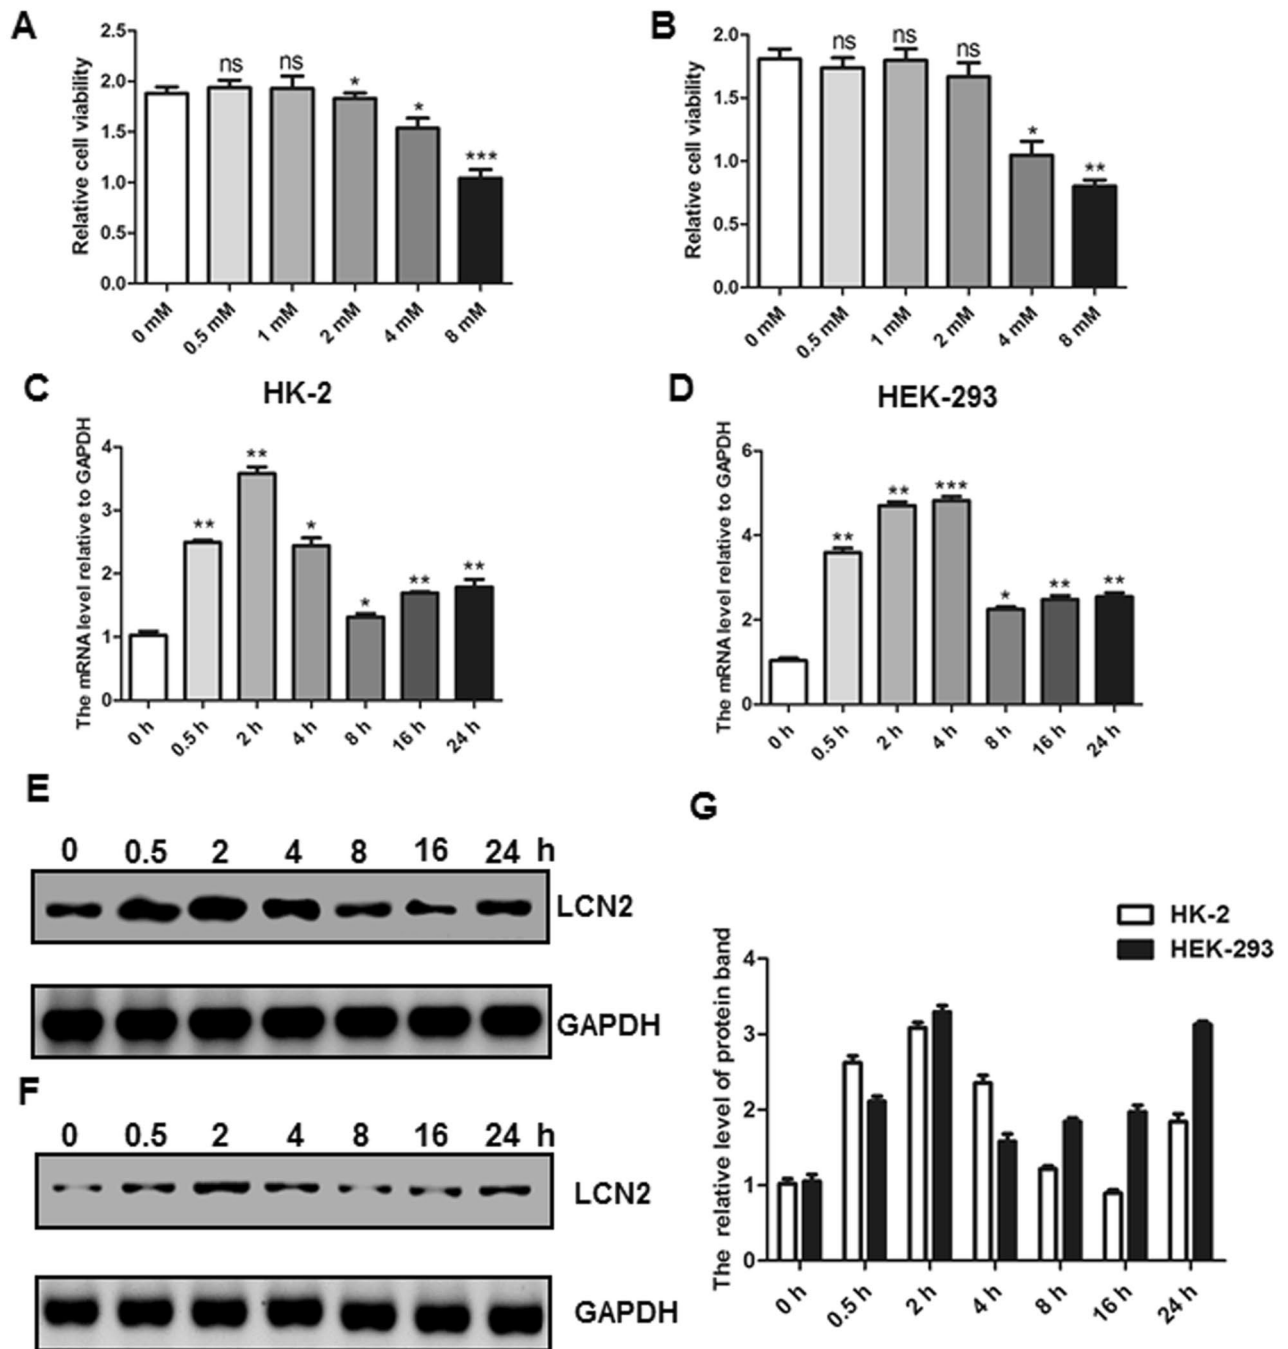 A
Relative cell viability
2.5
2.0
1.5
1.0
0.5
0.0
ns
ns
*
*
***
0 mM
0.5 mM
1 mM
2 mM
4 mM
8 mM
B
Relative cell viability
2.0
1.5
1.0
0.5
0.0
ns
ns
ns
*
**
0 mM
0.5 mM
1 mM
2 mM
4 mM
8 mM
C
HK-2
The mRNA level relative to GAPDH
4
3
2
1
0
**
**
*
*
**
**
0 h
0.5 h
2 h
4 h
8 h
16 h
24 h
D
HEK-293
The mRNA level relative to GAPDH
6
4
2
0
**
**
***
*
**
**
0 h
0.5 h
2 h
4 h
8 h
16 h
24 h
E
0 0.5 2 4 8 16 24 h
LCN2
GAPDH
F
0 0.5 2 4 8 16 24 h
LCN2
GAPDH
G
HK-2
HEK-293
The relative level of protein band
4
3
2
1
0
0 h
0.5 h
2 h
4 h
8 h
16 h
24 h